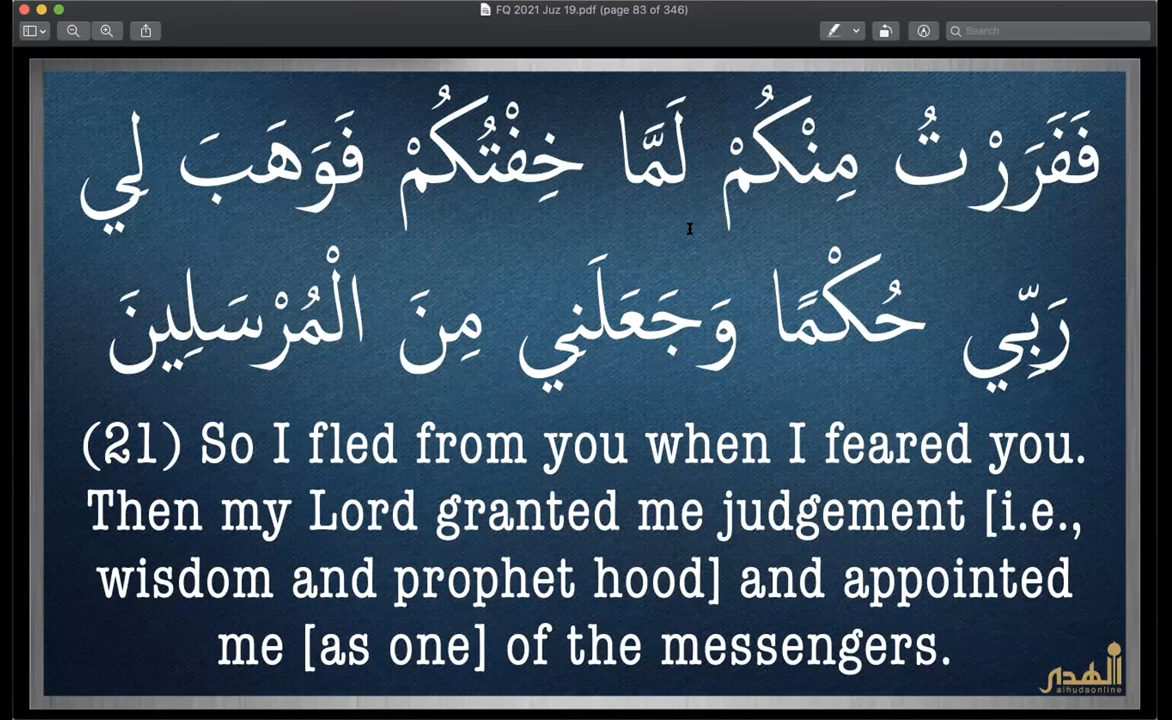 FQ 2021 Juz 19.pdf (page 83 of 346)
Search
فَفَرَرْتُ مِنْكُمْ لَمَّا خِفْتُكُمْ فَوَهَبَ لِي
رَبِّي حُكْمًا وَجَعَلَنِي مِنَ الْمُرْسَلِينَ
(21) So I fled from you when I feared you.
Then my Lord granted me judgement [i.e.,
wisdom and prophet hood] and appointed
me [as one] of the messengers.
الهدى
alhudaonline